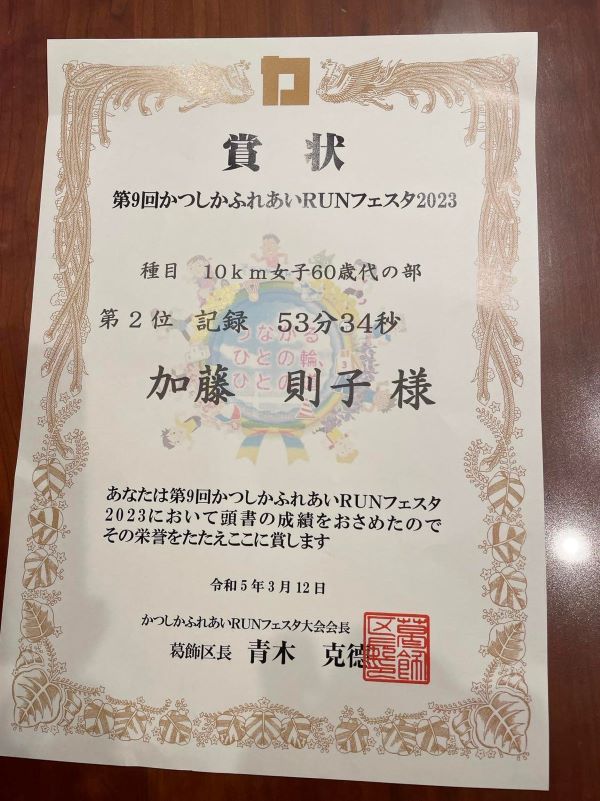 賞状
第9回かつしかふれあいRUNフェスタ2023
種目 10km女子60歳代の部
第2位 記録 53分34秒
つながる
ひとの輪、
ひとの
加藤 則子 様
あなたは第9回かつしかふれあいRUNフェスタ
2023において頭書の成績をおさめたので
その栄誉をたたえここに賞します
令和5年3月12日
かつしかふれあいRUNフェスタ大会会長
葛飾区長 青木 克德
葛飾区長印